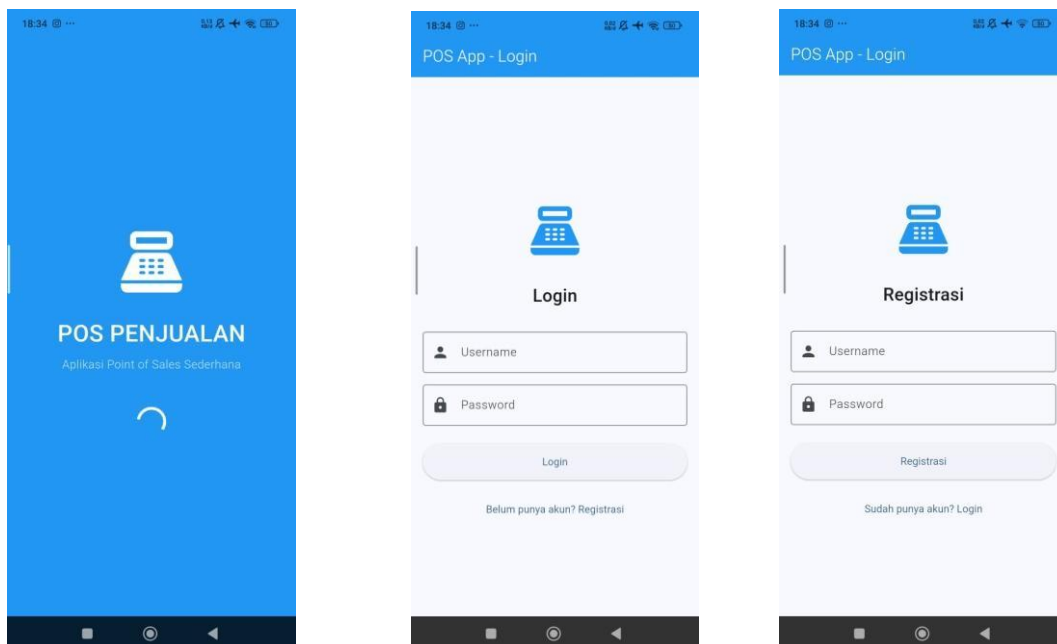 18:34
POS PENJUALAN
Aplikasi Point of Sales Sederhana
18:34
POS App - Login
Login
Username
Password
Login
Belum punya akun? Registrasi
18:34
POS App - Login
Registrasi
Username
Password
Registrasi
Sudah punya akun? Login